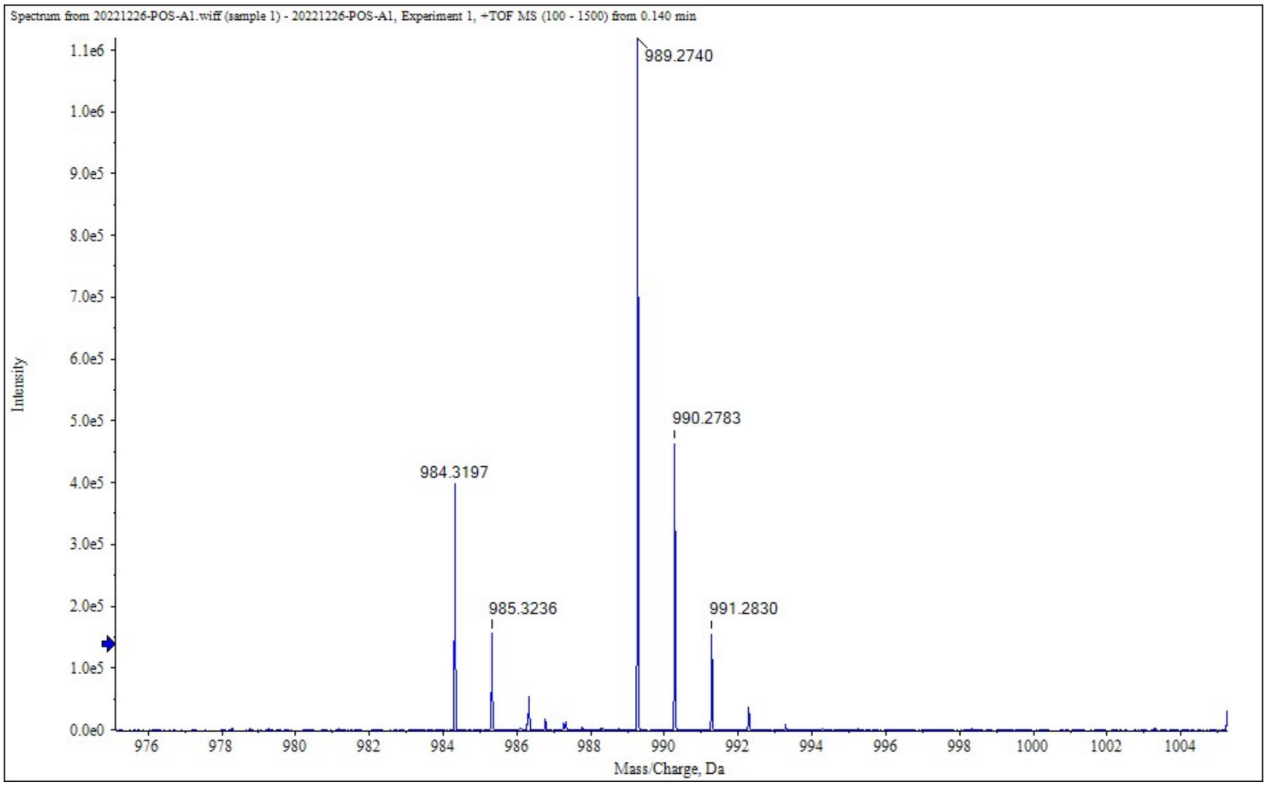 Spectrum from 20221226-POS-A1.wiff (sample 1) - 20221226-POS-A1, Experiment 1, +TOF MS (100 - 1500) from 0.140 min
1.1e6
989.2740
1.0e6
9.0e5
8.0e5
7.0e5
6.0e5
Intensity
5.0e5
990.2783
984.3197
4.0e5
3.0e5
985.3236
991.2830
2.0e5
1.0e5
0.0e0
976 978 980 982 984 986 988 990 992 994 996 998 1000 1002 1004
Mass/Charge, Da